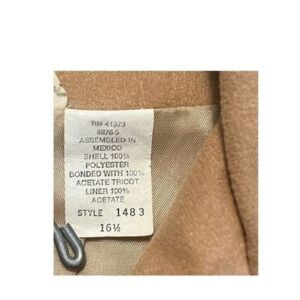 RN 41373
8876-5
ASSEMBLED IN
MEXICO
SHELL 100%
POLYESTER
BONDED WITH 100%
ACETATE TRICOT
LINER 100%
ACETATE
STYLE 1483
16½